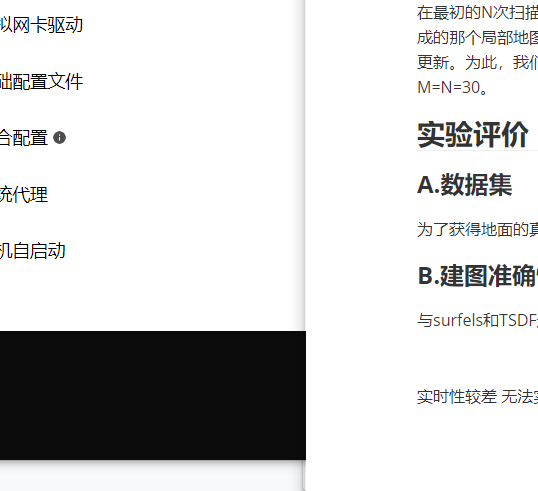 拟网卡驱动
础配置文件
合配置
统代理
机自启动
在最初的N次扫描
成的那个局部地图
更新。为此，我们
M=N=30。
实验评价
A.数据集
为了获得地面的真
B.建图准确
与surfels和TSDF
实时性较差 无法